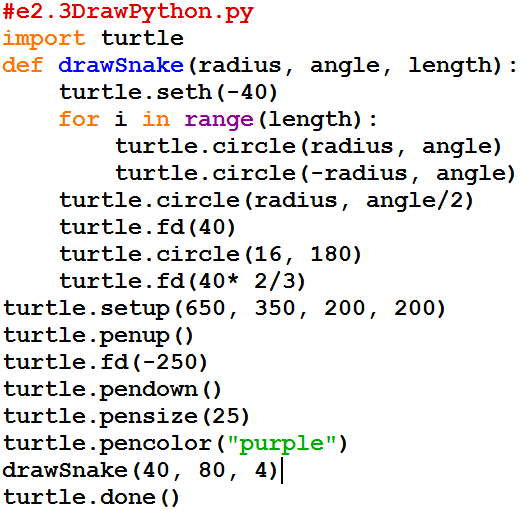 #e2.3DrawPython.py
import turtle
def drawSnake(radius, angle, length):
    turtle.seth(-40)
    for i in range(length):
        turtle.circle(radius, angle)
        turtle.circle(-radius, angle)
    turtle.circle(radius, angle/2)
    turtle.fd(40)
    turtle.circle(16, 180)
    turtle.fd(40* 2/3)
turtle.setup(650, 350, 200, 200)
turtle.penup()
turtle.fd(-250)
turtle.pendown()
turtle.pensize(25)
turtle.pencolor("purple")
drawSnake(40, 80, 4)
turtle.done()